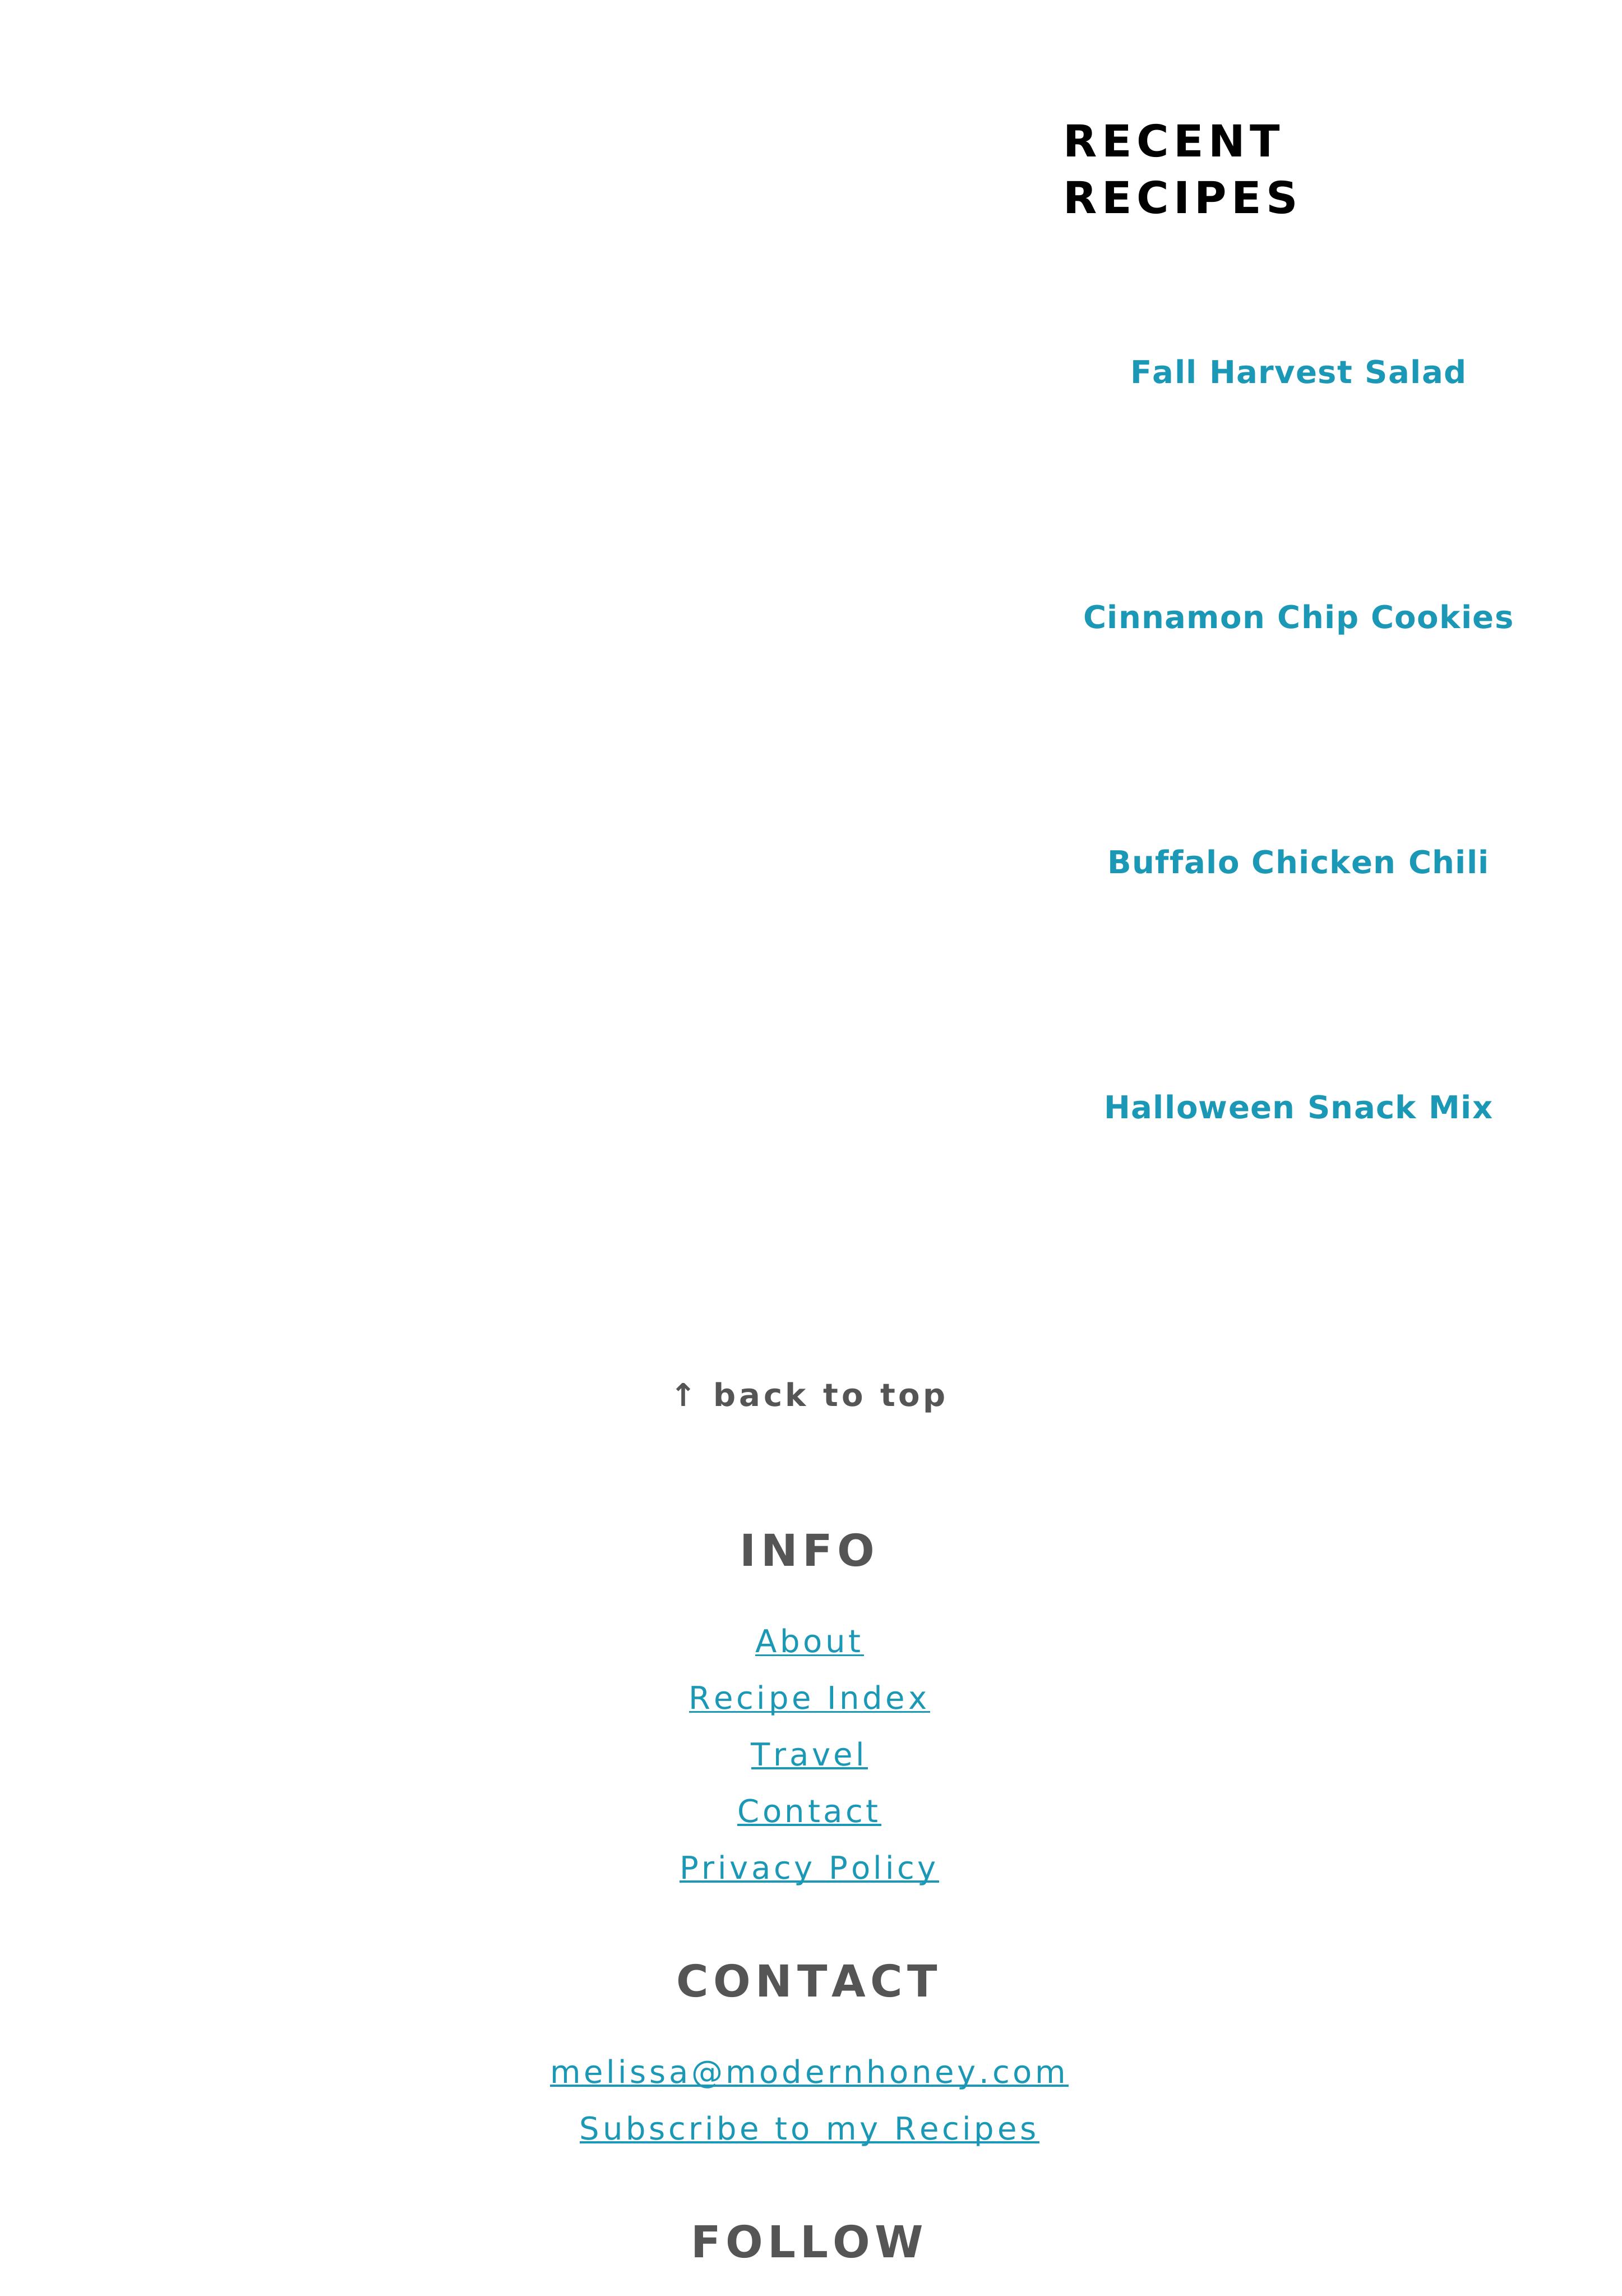 RECENT
RECIPES
Fall Harvest Salad
Cinnamon Chip Cookies
Buffalo Chicken Chili
Halloween Snack Mix
↑ back to top
INFO
About
Recipe Index
Travel
Contact
Privacy Policy
CONTACT
melissa@modernhoney.com
Subscribe to my Recipes
FOLLOW